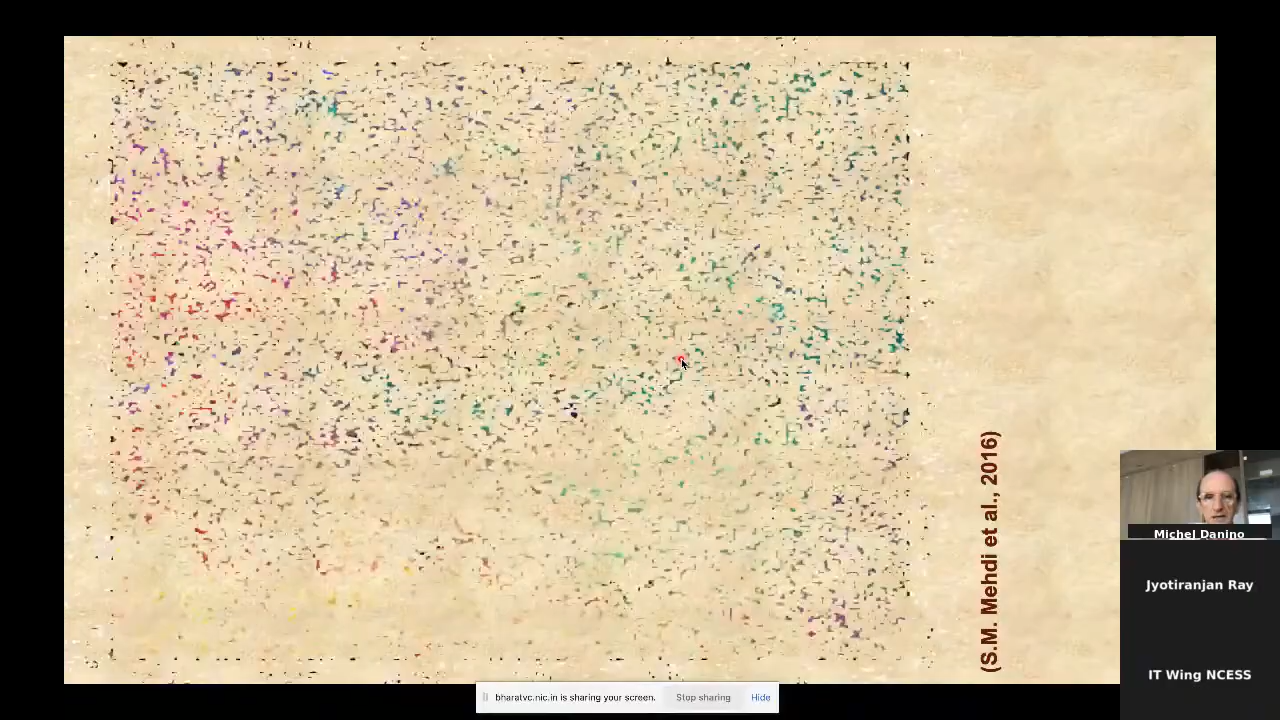 (S.M. Mehdi et al., 2016)
Michel Danino
Jyotiranjan Ray
IT Wing NCESS
bharatvc.nic.in is sharing your screen.
Stop sharing
Hide